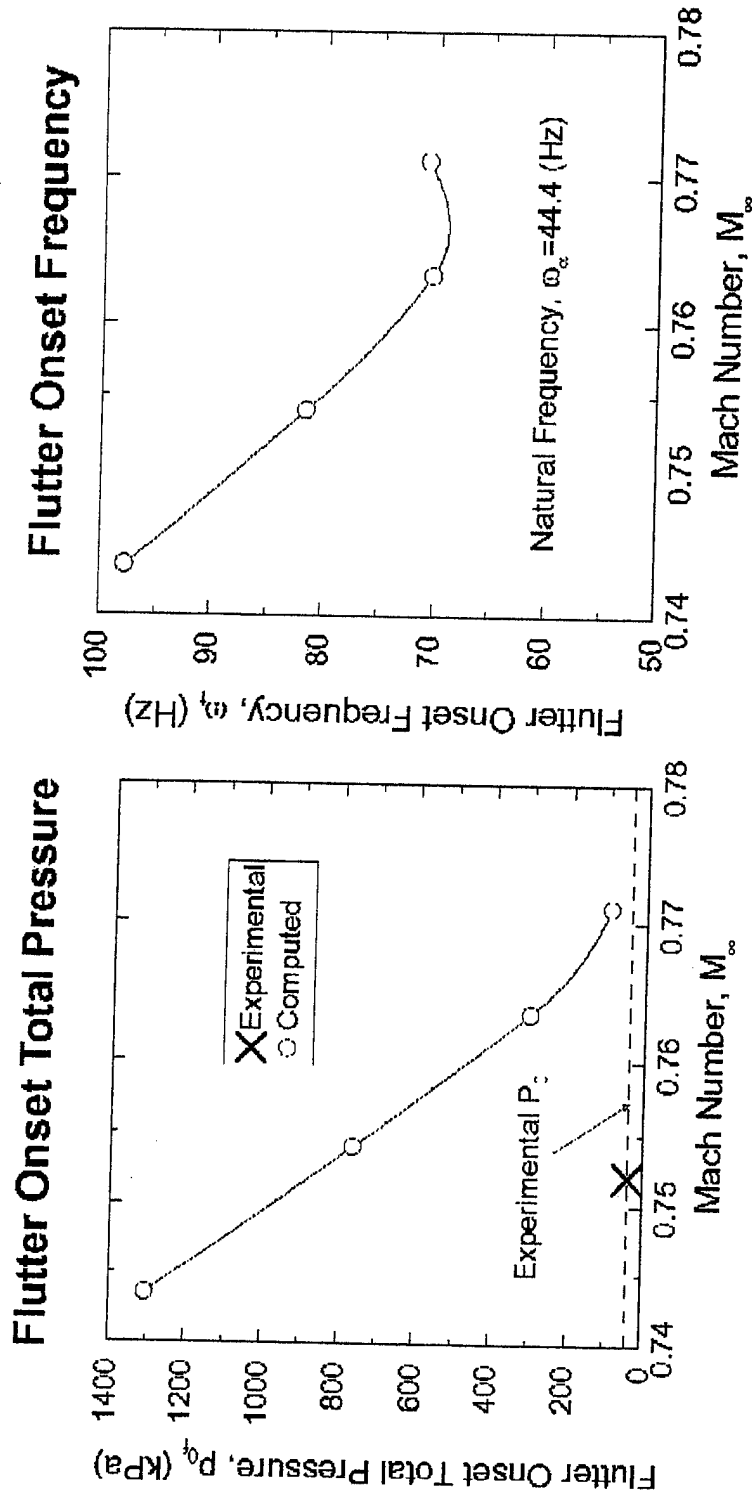 Flutter Onset Total Pressure
Flutter Onset Total Pressure, p₀f (kPa)
1400
1200
1000
800
600
400
200
0
Experimental
Computed
Experimental P
0.74
0.75
0.76
0.77
0.78
Mach Number, M∞
Flutter Onset Frequency
Flutter Onset Frequency, ωf (Hz)
100
90
80
70
60
50
Natural Frequency, ωα=44.4 (Hz)
0.74
0.75
0.76
0.77
0.78
Mach Number, M∞